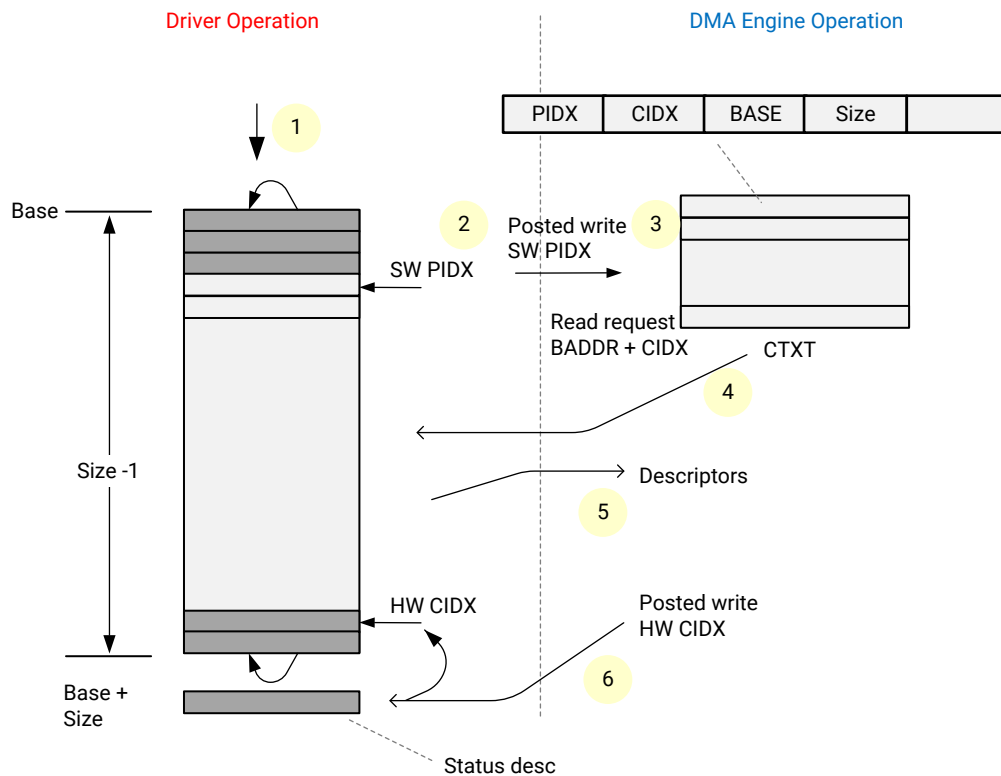 Driver Operation
DMA Engine Operation
PIDX CIDX BASE Size
1
Base
2
Posted write
SW PIDX
3
SW PIDX
Read request
BADDR + CIDX
CTXT
4
Size -1
Descriptors
5
HW CIDX
Posted write
HW CIDX
6
Base +
Size
Status desc